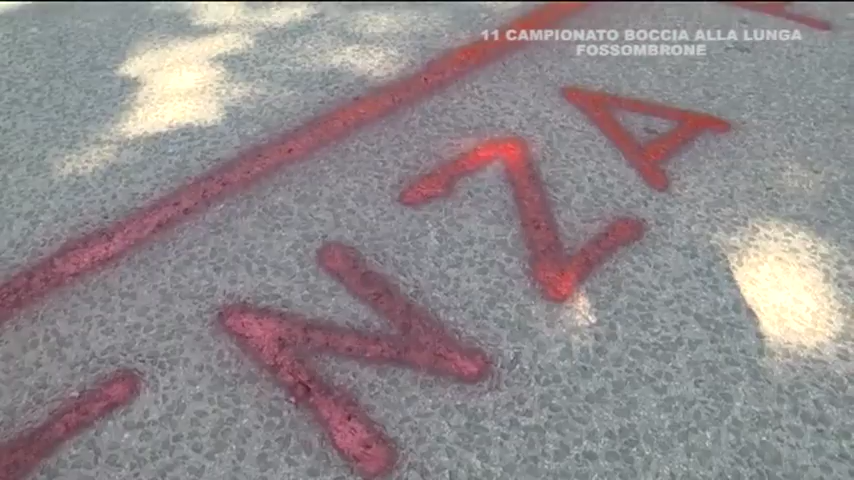 11 CAMPIONATO BOCCIA ALLA LUNGA
FOSSOMBRONE
NZA